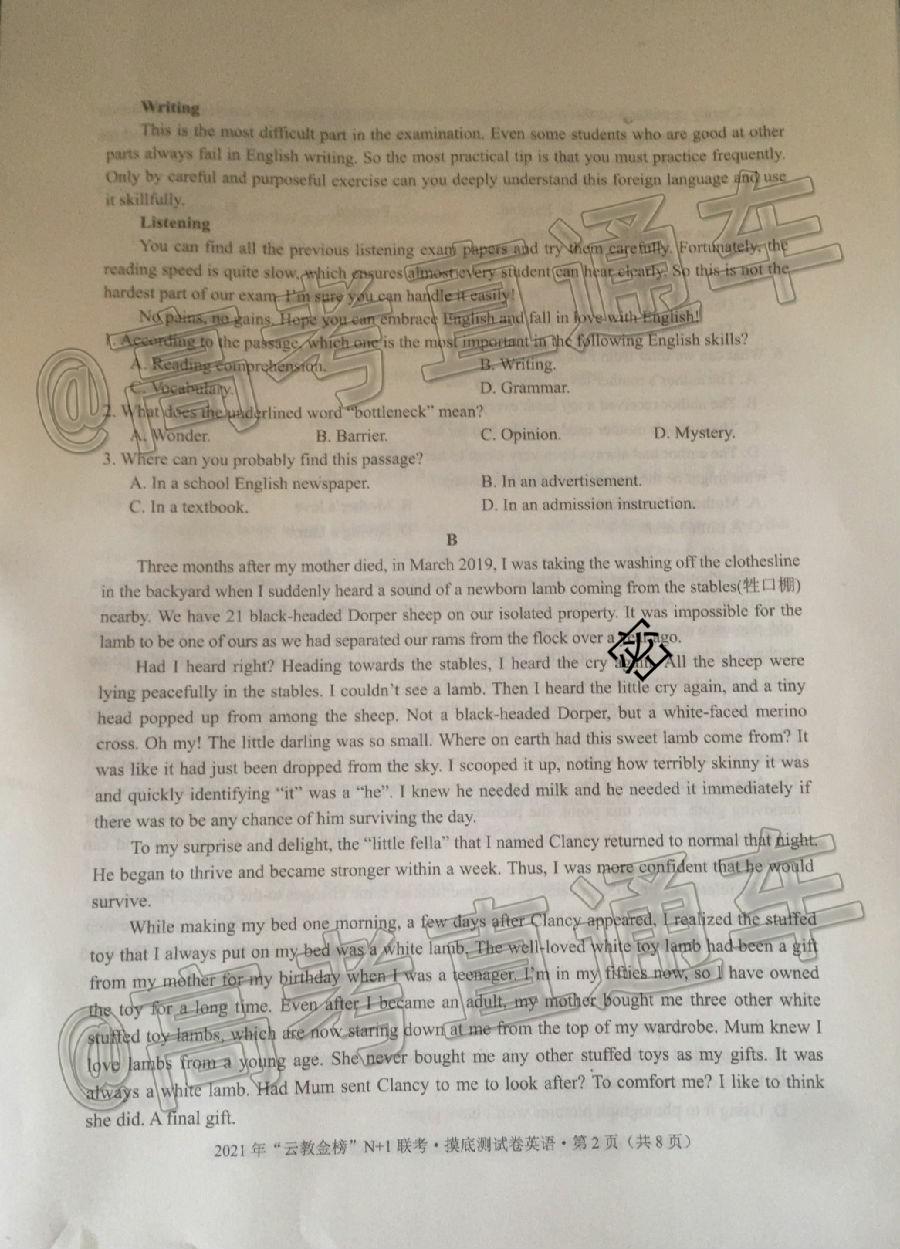 Writing
This is the most difficult part in the examination. Even some students who are good at other
parts always fail in English writing. So the most practical tip is that you must practice frequently.
Only by careful and purposeful exercise can you deeply understand this foreign language and use
it skillfully.
Listening
You can find all the previous listening exam papers and try them carefully. Fortunately, the
reading speed is quite slow, which ensures almost every student can hear clearly. So this is not the
hardest part of our exam. I'm sure you can handle it easily!
No pains, no gains. Hope you can embrace English and fall in love with English!
1. According to the passage, which one is the most important in the following English skills?
A. Reading comprehension. B. Writing.
C. Vocabulary. D. Grammar.
2. What does the underlined word "bottleneck" mean?
A. Wonder. B. Barrier. C. Opinion. D. Mystery.
3. Where can you probably find this passage?
A. In a school English newspaper. B. In an advertisement.
C. In a textbook. D. In an admission instruction.
B
Three months after my mother died, in March 2019, I was taking the washing off the clothesline
in the backyard when I suddenly heard a sound of a newborn lamb coming from the stables(牲口棚)
nearby. We have 21 black-headed Dorper sheep on our isolated property. It was impossible for the
lamb to be one of ours as we had separated our rams from the flock over a ago.
Had I heard right? Heading towards the stables, I heard the cry again. All the sheep were
lying peacefully in the stables. I couldn't see a lamb. Then I heard the little cry again, and a tiny
head popped up from among the sheep. Not a black-headed Dorper, but a white-faced merino
cross. Oh my! The little darling was so small. Where on earth had this sweet lamb come from? It
was like it had just been dropped from the sky. I scooped it up, noting how terribly skinny it was
and quickly identifying "it" was a "he". I knew he needed milk and he needed it immediately if
there was to be any chance of him surviving the day.
To my surprise and delight, the "little fella" that I named Clancy returned to normal that night.
He began to thrive and became stronger within a week. Thus, I was more confident that he would
survive.
While making my bed one morning, a few days after Clancy appeared, I realized the stuffed
toy that I always put on my bed was a white lamb. The well-loved white toy lamb had been a gift
from my mother for my birthday when I was a teenager. I'm in my fifties now, so I have owned
the toy for a long time. Even after I became an adult, my mother bought me three other white
stuffed toy lambs, which are now staring down at me from the top of my wardrobe. Mum knew I
love lambs from a young age. She never bought me any other stuffed toys as my gifts. It was
always a white lamb. Had Mum sent Clancy to me to look after? To comfort me? I like to think
she did. A final gift.
2021年“云教金榜”N+1联考·摸底测试卷英语·第2页（共8页）
@高考直通车
@高考直通车
密